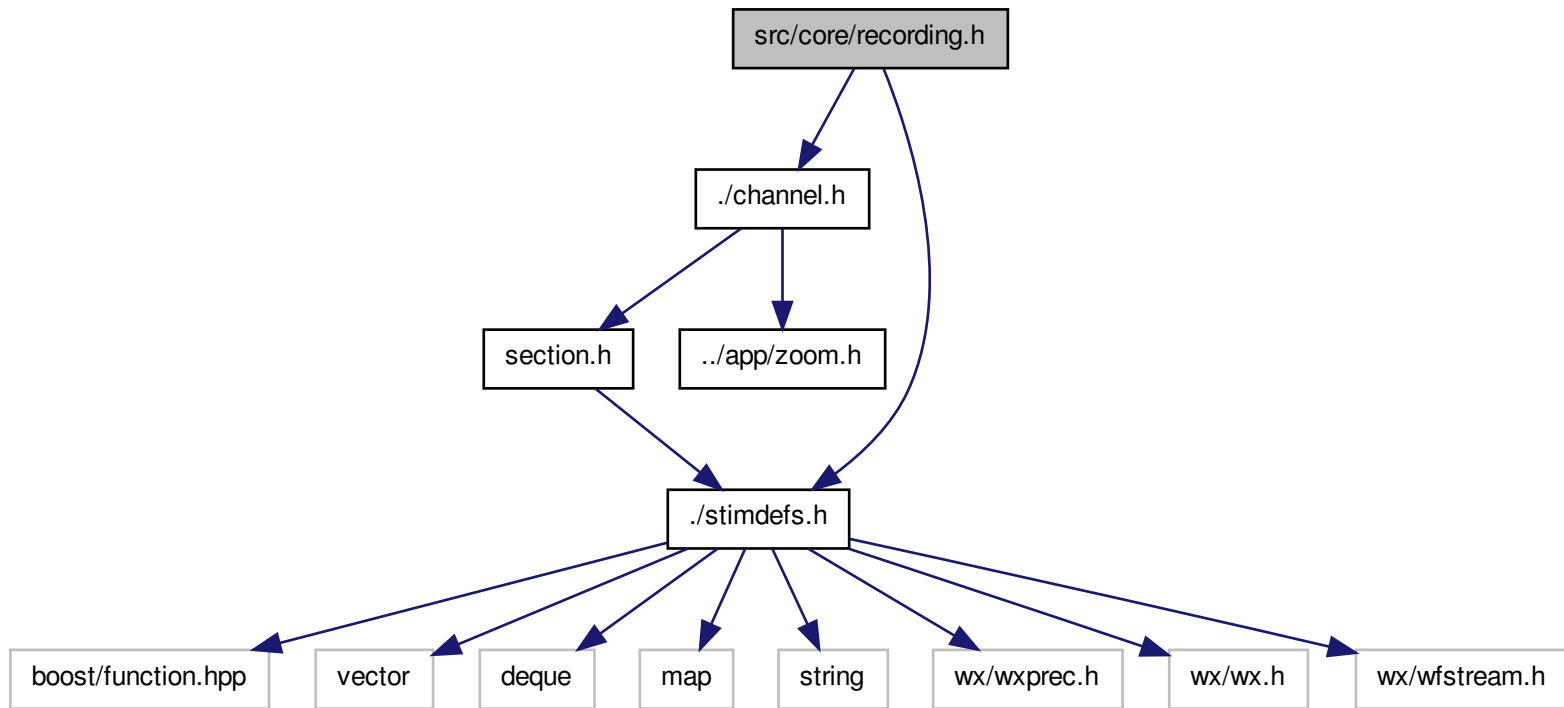 src/core/recording.h
./channel.h
section.h
../app/zoom.h
./stimdefs.h
boost/function.hpp
vector
deque
map
string
wx/wxprec.h
wx/wx.h
wx/wfstream.h